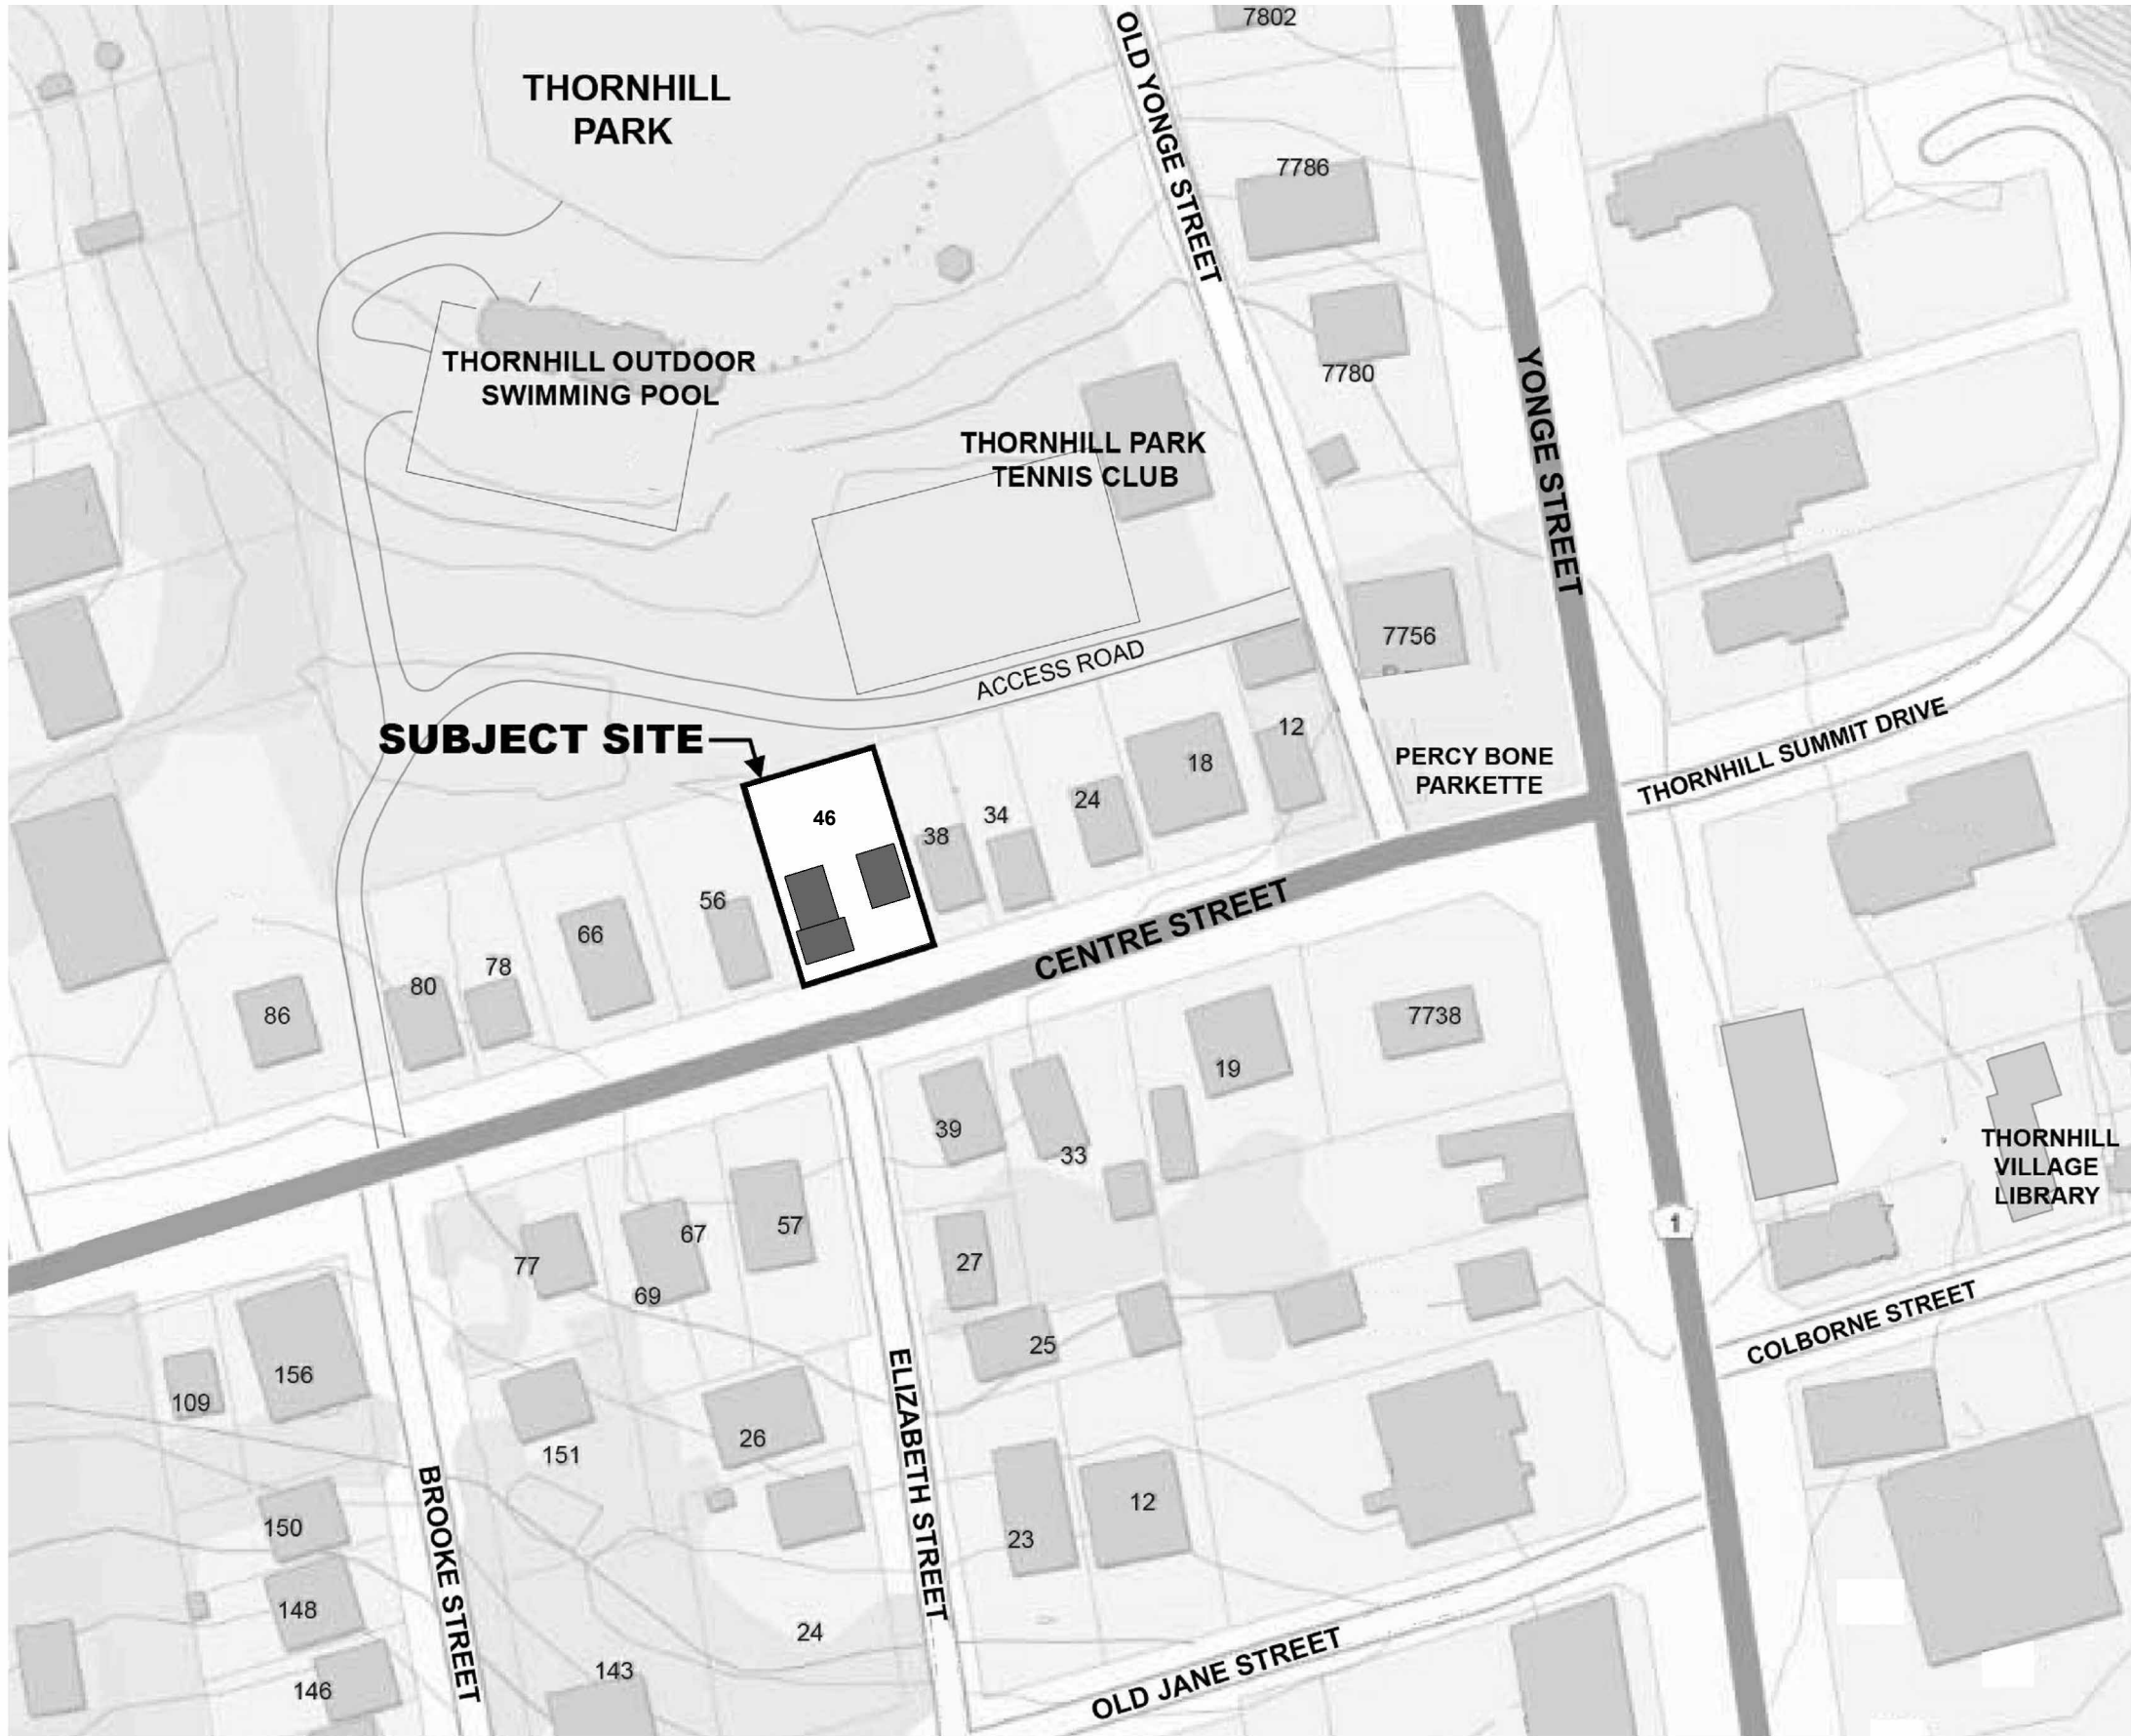 7802
OLD YONGE STREET
THORNHILL
PARK
7786
THORNHILL OUTDOOR
SWIMMING POOL
7780
YONGE STREET
THORNHILL PARK
TENNIS CLUB
7756
ACCESS ROAD
SUBJECT SITE
12
18
PERCY BONE
PARKETTE
THORNHILL SUMMIT DRIVE
46
24
34
38
56
66
CENTRE STREET
78
80
86
7738
19
39
33
THORNHILL
VILLAGE
LIBRARY
1
57
67
77
69
27
25
COLBORNE STREET
ELIZABETH STREET
156
109
26
151
BROOKE STREET
12
150
23
148
24
143
146
OLD JANE STREET